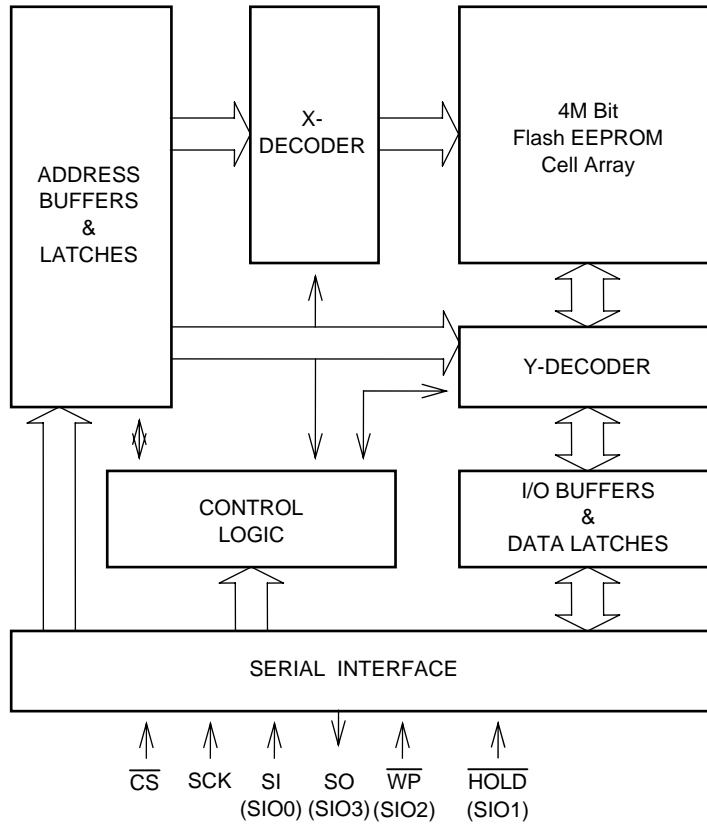 ADDRESS
BUFFERS
&
LATCHES
X-
DECODER
4M Bit
Flash EEPROM
Cell Array
Y-DECODER
CONTROL
LOGIC
I/O BUFFERS
&
DATA LATCHES
SERIAL INTERFACE
CS SCK SI SO WP HOLD
(SIO0) (SIO3) (SIO2) (SIO1)